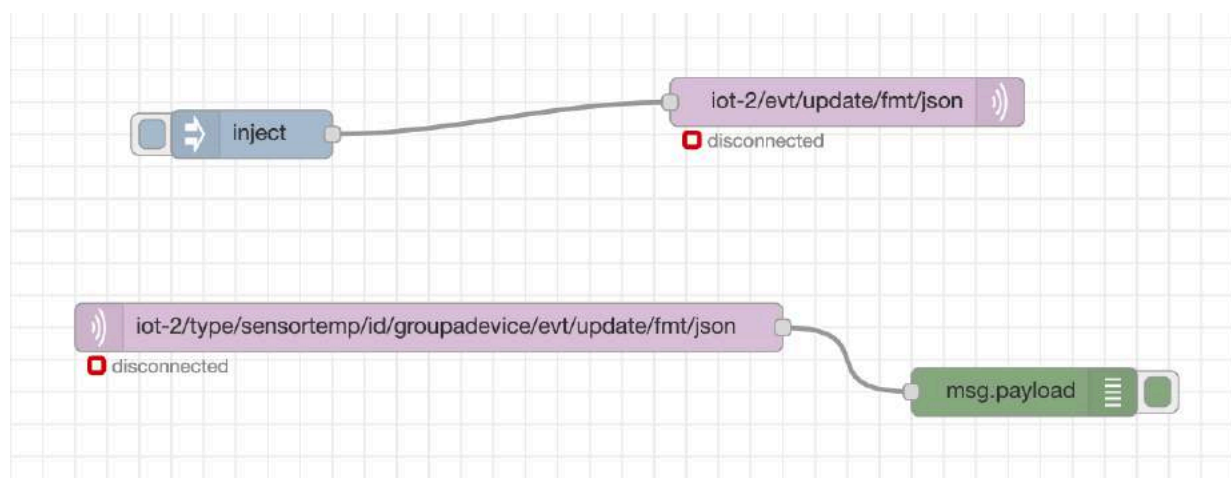 iot-2/evt/update/fmt/json
inject
disconnected
iot-2/type/sensortemp/id/groupadevice/evt/update/fmt/json
disconnected
msg.payload